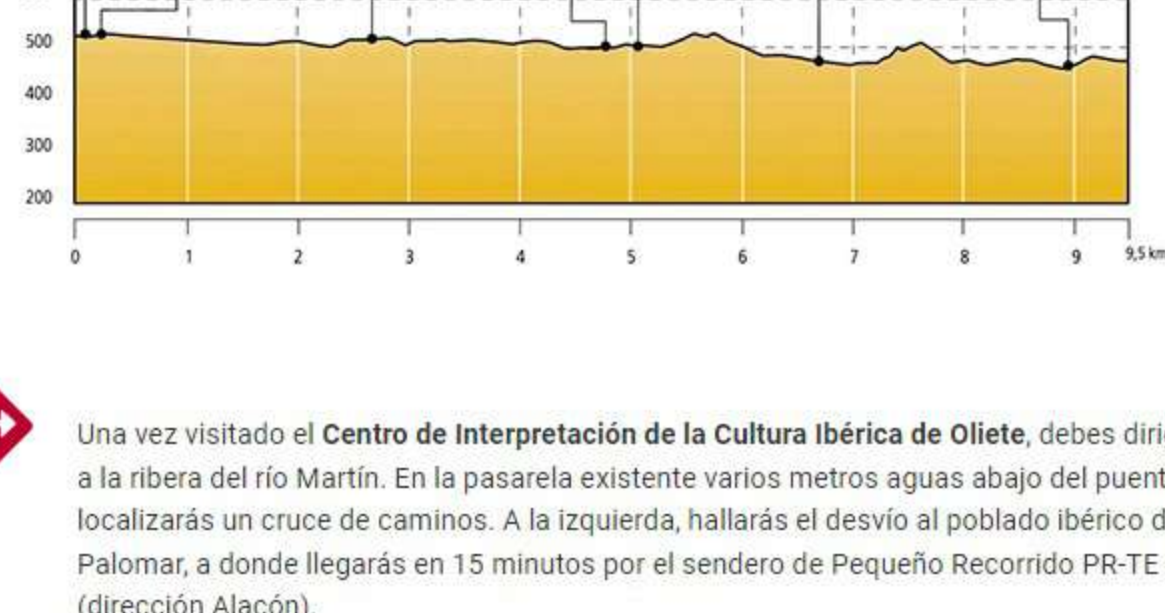 500
400
300
200
0 1 2 3 4 5 6 7 8 9 9,5 km
Una vez visitado el Centro de Interpretación de la Cultura Ibérica de Oliete, debes
a la ribera del río Martín. En la pasarela existente varios metros aguas abajo del
localizarás un cruce de caminos. A la izquierda, hallarás el desvío al poblado ibérico
Palomar, a donde llegarás en 15 minutos por el sendero de Pequeño Recorrido PR-TE
(dirección Alacón).